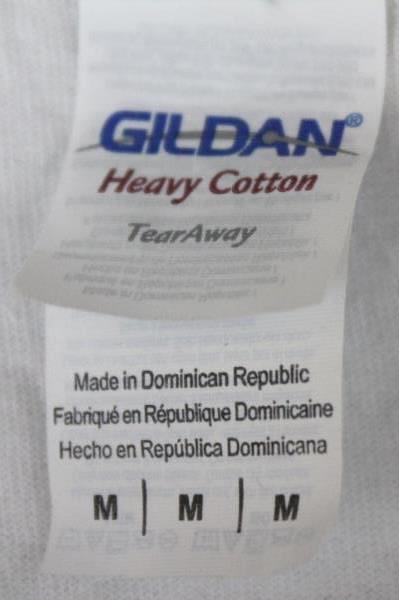 GILDAN®
Heavy Cotton
TearAway
Made in Dominican Republic
Fabriqué en République Dominicaine
Hecho en República Dominicana
M | M | M